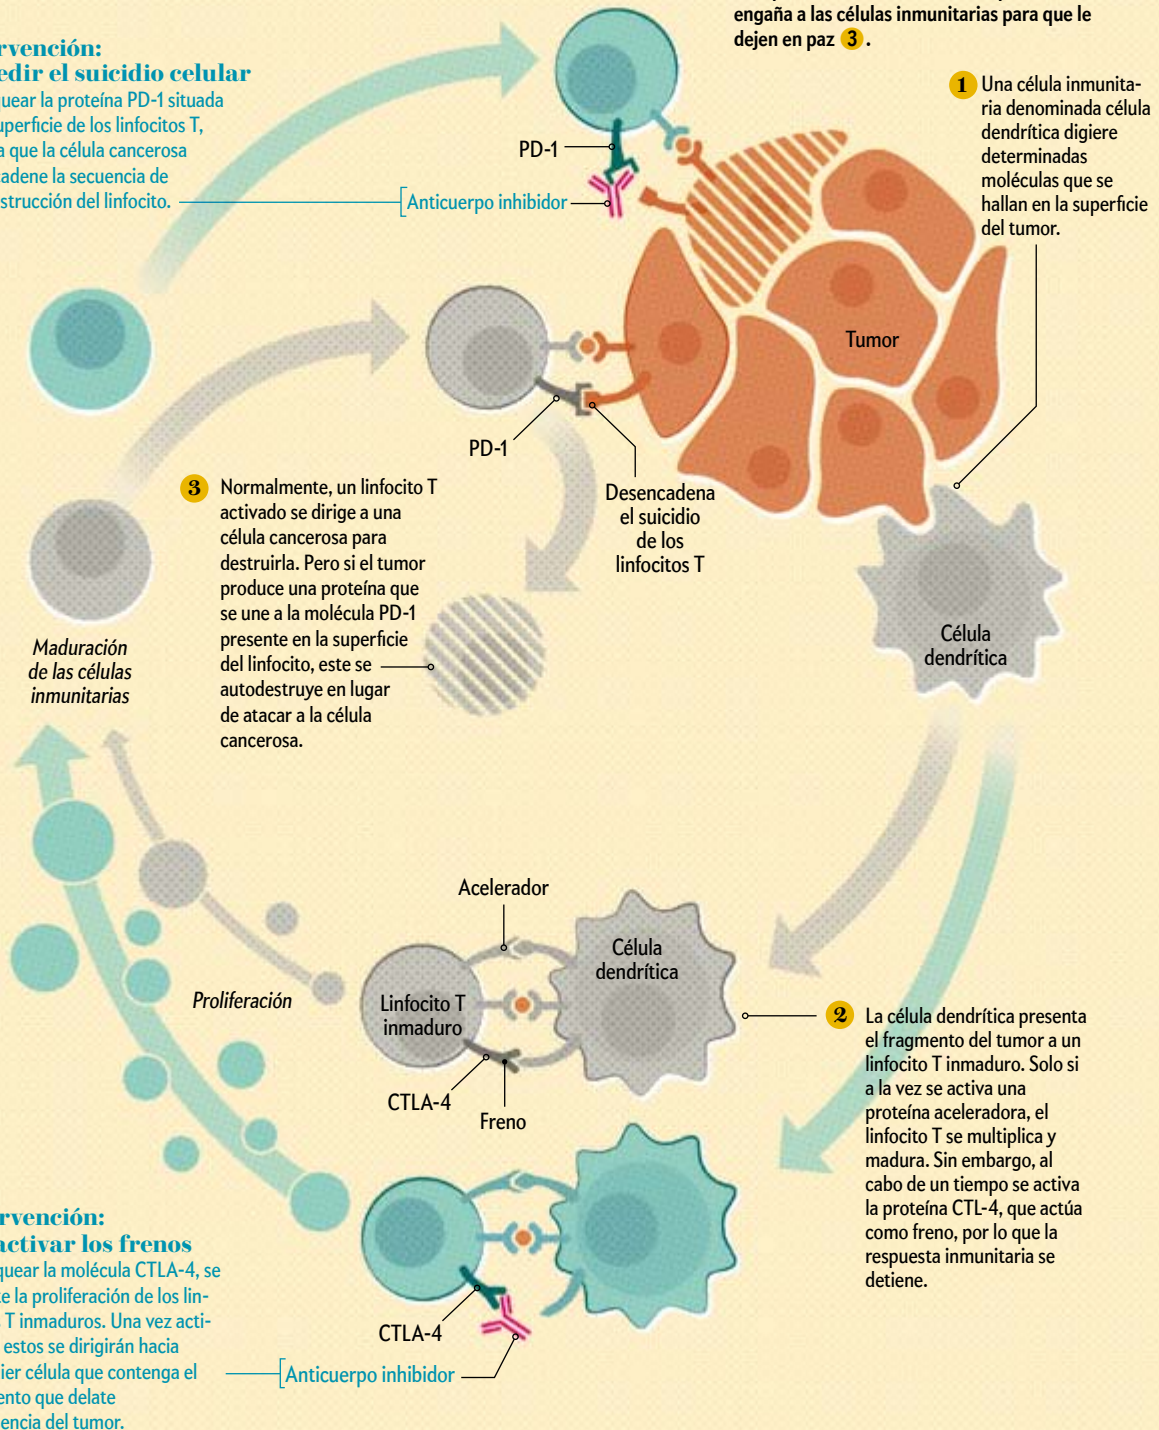 engaña a las células inmunitarias para que le
dejen en paz 3.
rvención:
edir el suicidio celular
uear la proteína PD-1 situada
uperficie de los linfocitos T,
a que la célula cancerosa
cadene la secuencia de
strucción del linfocito.
PD-1
Anticuerpo inhibidor
1 Una célula inmunita-
ria denominada célula
dendrítica digiere
determinadas
moléculas que se
hallan en la superficie
del tumor.
Tumor
PD-1
Desencadena
el suicidio
de los
linfocitos T
3 Normalmente, un linfocito T
activado se dirige a una
célula cancerosa para
destruirla. Pero si el tumor
produce una proteína que
se une a la molécula PD-1
presente en la superficie
del linfocito, este se
autodestruye en lugar
de atacar a la célula
cancerosa.
Maduración
de las células
inmunitarias
Célula
dendrítica
Acelerador
Célula
dendrítica
Linfocito T
inmaduro
Proliferación
CTLA-4
Freno
2 La célula dendrítica presenta
el fragmento del tumor a un
linfocito T inmaduro. Solo si
a la vez se activa una
proteína aceleradora, el
linfocito T se multiplica y
madura. Sin embargo, al
cabo de un tiempo se activa
la proteína CTL-4, que actúa
como freno, por lo que la
respuesta inmunitaria se
detiene.
rvención:
activar los frenos
quear la molécula CTLA-4, se
e la proliferación de los lin-
T inmaduros. Una vez acti-
estos se dirigirán hacia
ier célula que contenga el
ento que delate
encia del tumor.
CTLA-4
Anticuerpo inhibidor